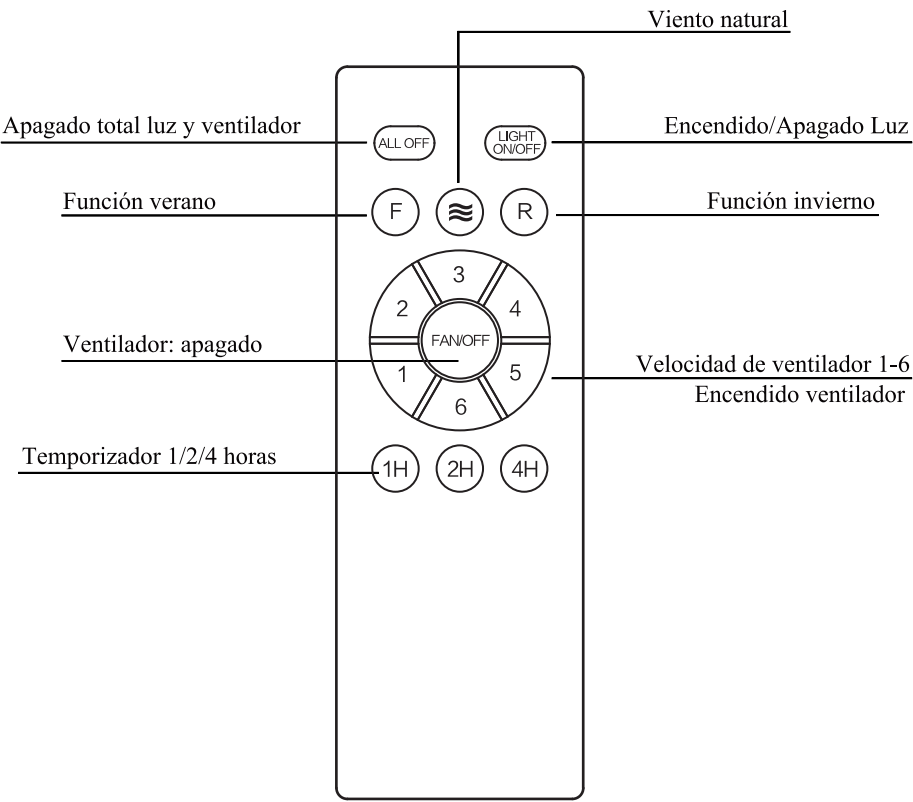 Viento natural
Apagado total luz y ventilador
ALL OFF
LIGHT
ON/OFF
Encendido/Apagado Luz
Función verano
F
R
Función invierno
3
2
4
Ventilador: apagado
FAN/OFF
1
5
Velocidad de ventilador 1-6
Encendido ventilador
6
Temporizador 1/2/4 horas
1H
2H
4H